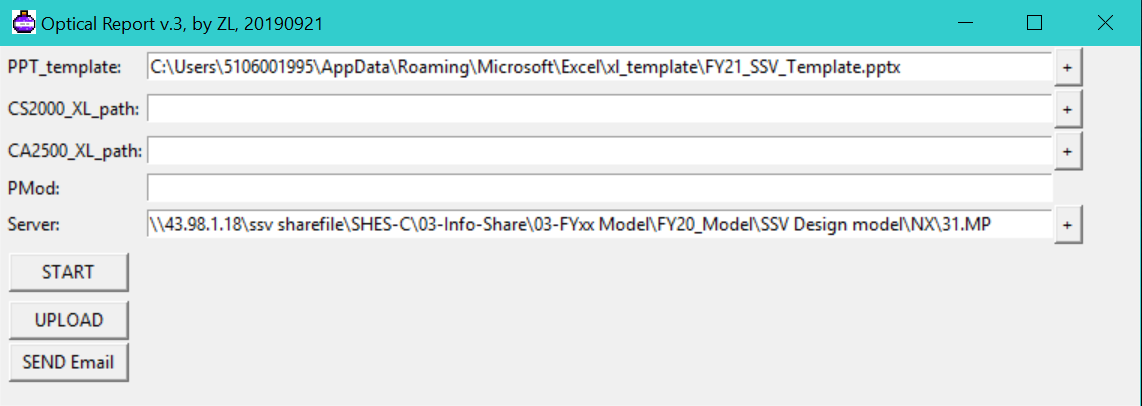 Optical Report v.3, by ZL, 20190921
PPT_template: C:\Users\5106001995\AppData\Roaming\Microsoft\Excel\xl_template\FY21_SSV_Template.pptx +
CS2000_XL_path: +
CA2500_XL_path: +
PMod:
Server: \\43.98.1.18\ssv sharefile\SHES-C\03-Info-Share\03-FYxx Model\FY20_Model\SSV Design model\NX\31.MP +
START
UPLOAD
SEND Email